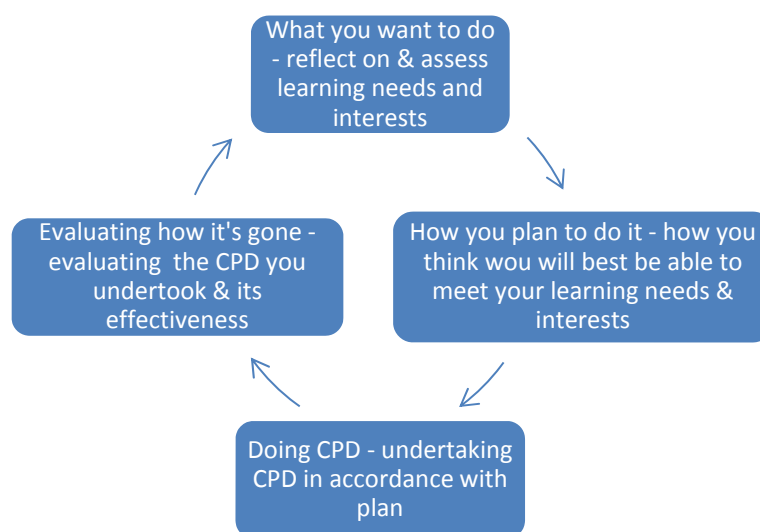 What you want to do
- reflect on & assess
learning needs and
interests
How you plan to do it - how you
think wou will best be able to
meet your learning needs &
interests
Doing CPD - undertaking
CPD in accordance with
plan
Evaluating how it's gone -
evaluating  the CPD you
undertook & its
effectiveness